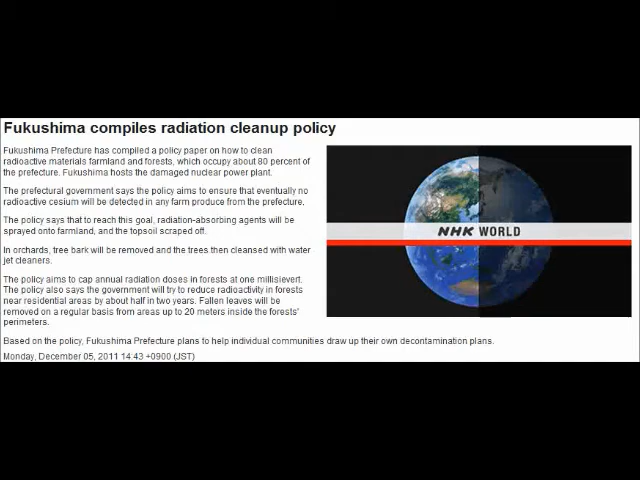 Fukushima compiles radiation cleanup policy
Fukushima Prefecture has compiled a policy paper on how to clean
radioactive materials farmland and forests, which occupy about 80 percent of
the prefecture. Fukushima hosts the damaged nuclear power plant.
The prefectural government says the policy aims to ensure that eventually no
radioactive cesium will be detected in any farm produce from the prefecture,
The policy says that to reach this goal, radiation-absorbing agents will be
sprayed onto farmland, and the topsoil scraped off.
In orchards, tree bark will be removed and the trees then cleansed with water
jet cleaners.
The policy aims to cap annual radiation doses in forests at one millisievert.
The policy also says the government will try to reduce radioactivity in forests
near residential areas by about half in two years. Fallen leaves will be
removed on a regular basis from areas up to 20 meters inside the forests'
perimeters.
NHK WORLD
Based on the policy, Fukushima Prefecture plans to help individual communities draw up their own decontamination plans.
Monday, December 05, 2011 14:43 +0900 (JST)